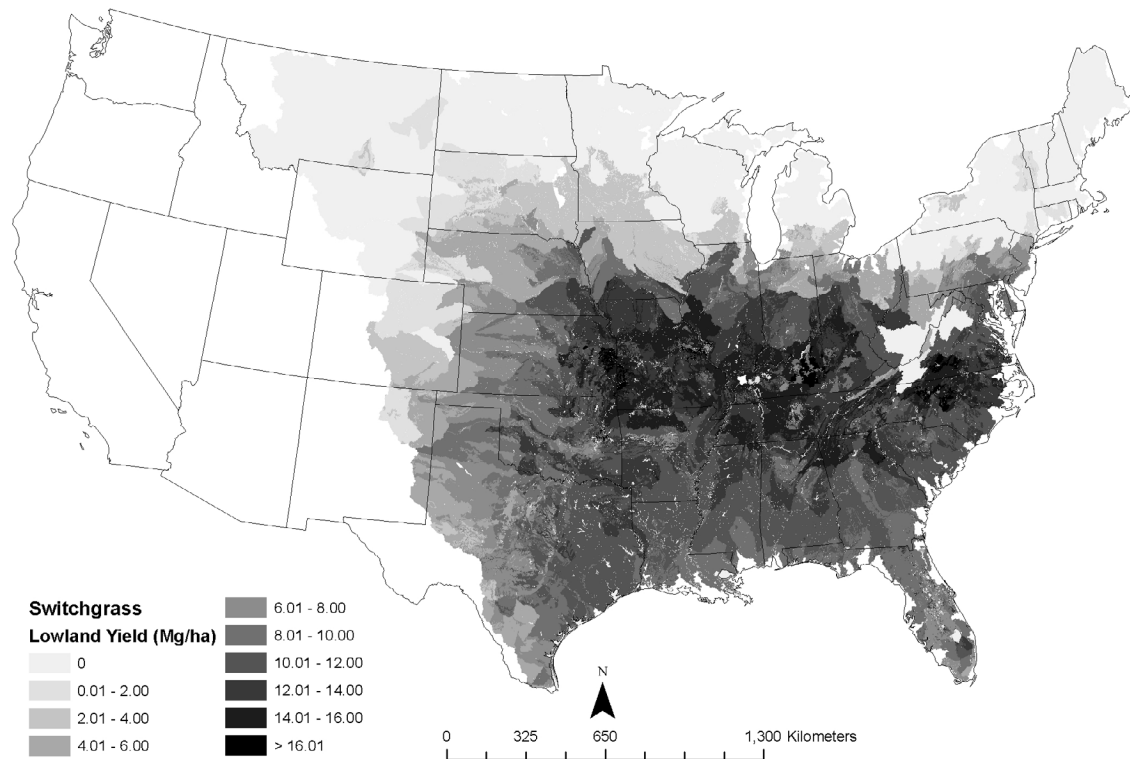 Switchgrass
Lowland Yield (Mg/ha)
0
0.01 - 2.00
2.01 - 4.00
4.01 - 6.00
6.01 - 8.00
8.01 - 10.00
10.01 - 12.00
12.01 - 14.00
14.01 - 16.00
> 16.01
N
0 325 650 1,300 Kilometers